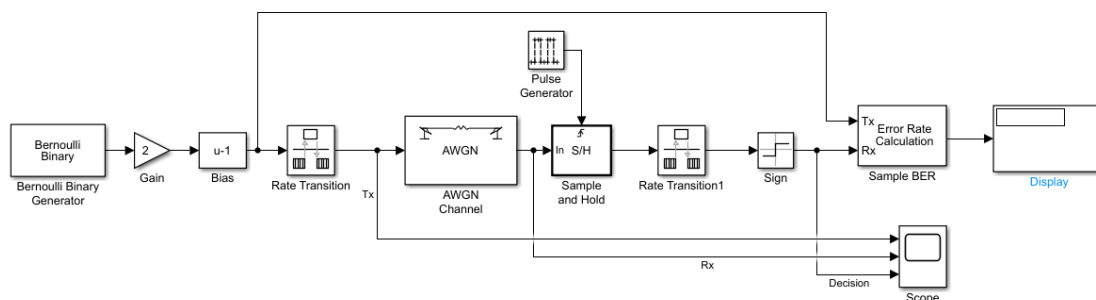 Pulse
Generator
Bernoulli
Binary
Bernoulli Binary
Generator
2
Gain
u-1
Bias
Rate Transition
Tx
AWGN
AWGN
Channel
In
S/H
Sample
and Hold
Rate Transition1
Sign
Tx
Rx
Error Rate
Calculation
Sample BER
Display
Rx
Decision
Scope